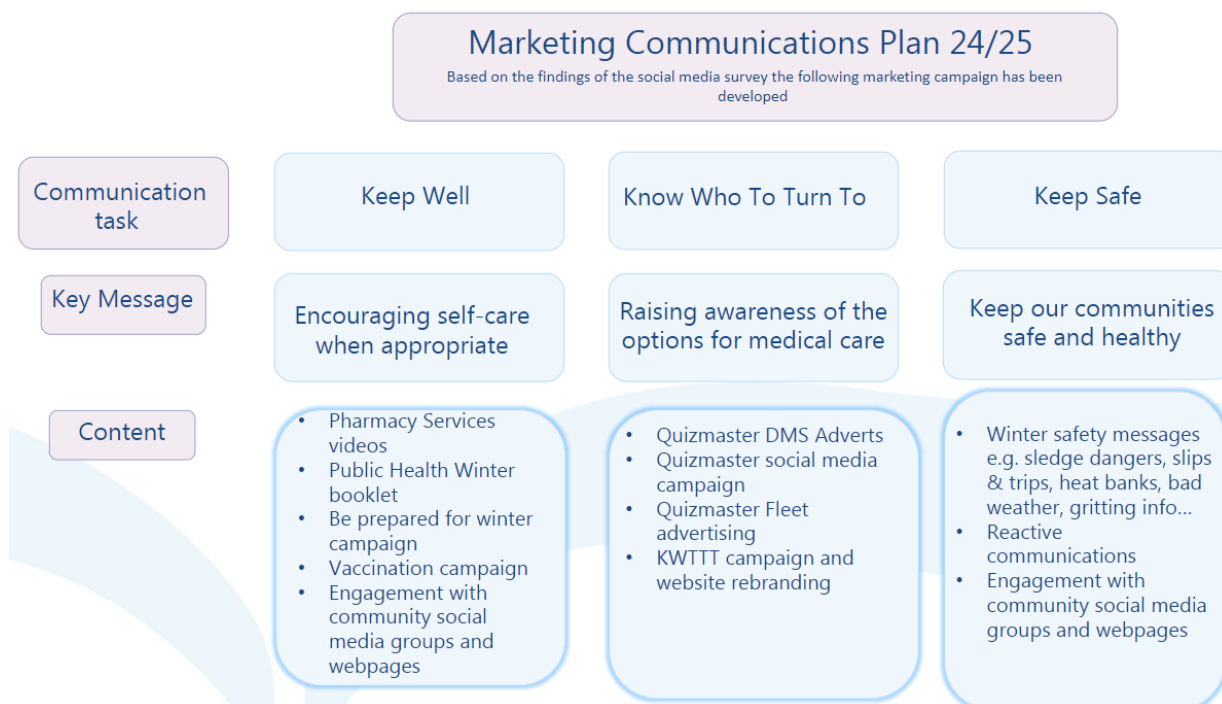 Marketing Communications Plan 24/25
Based on the findings of the social media survey the following marketing campaign has been
developed
Communication
task
Keep Well
Know Who To Turn To
Keep Safe
Key Message
Encouraging self-care
when appropriate
Raising awareness of the
options for medical care
Keep our communities
safe and healthy
Content
• Pharmacy Services
videos
• Public Health Winter
booklet
• Be prepared for winter
campaign
• Vaccination campaign
• Engagement with
community social
media groups and
webpages
• Quizmaster DMS Adverts
• Quizmaster social media
campaign
• Quizmaster Fleet
advertising
• KWTTT campaign and
website rebranding
• Winter safety messages
e.g. sledge dangers, slips
& trips, heat banks, bad
weather, gritting info...
• Reactive
communications
• Engagement with
community social media
groups and webpages